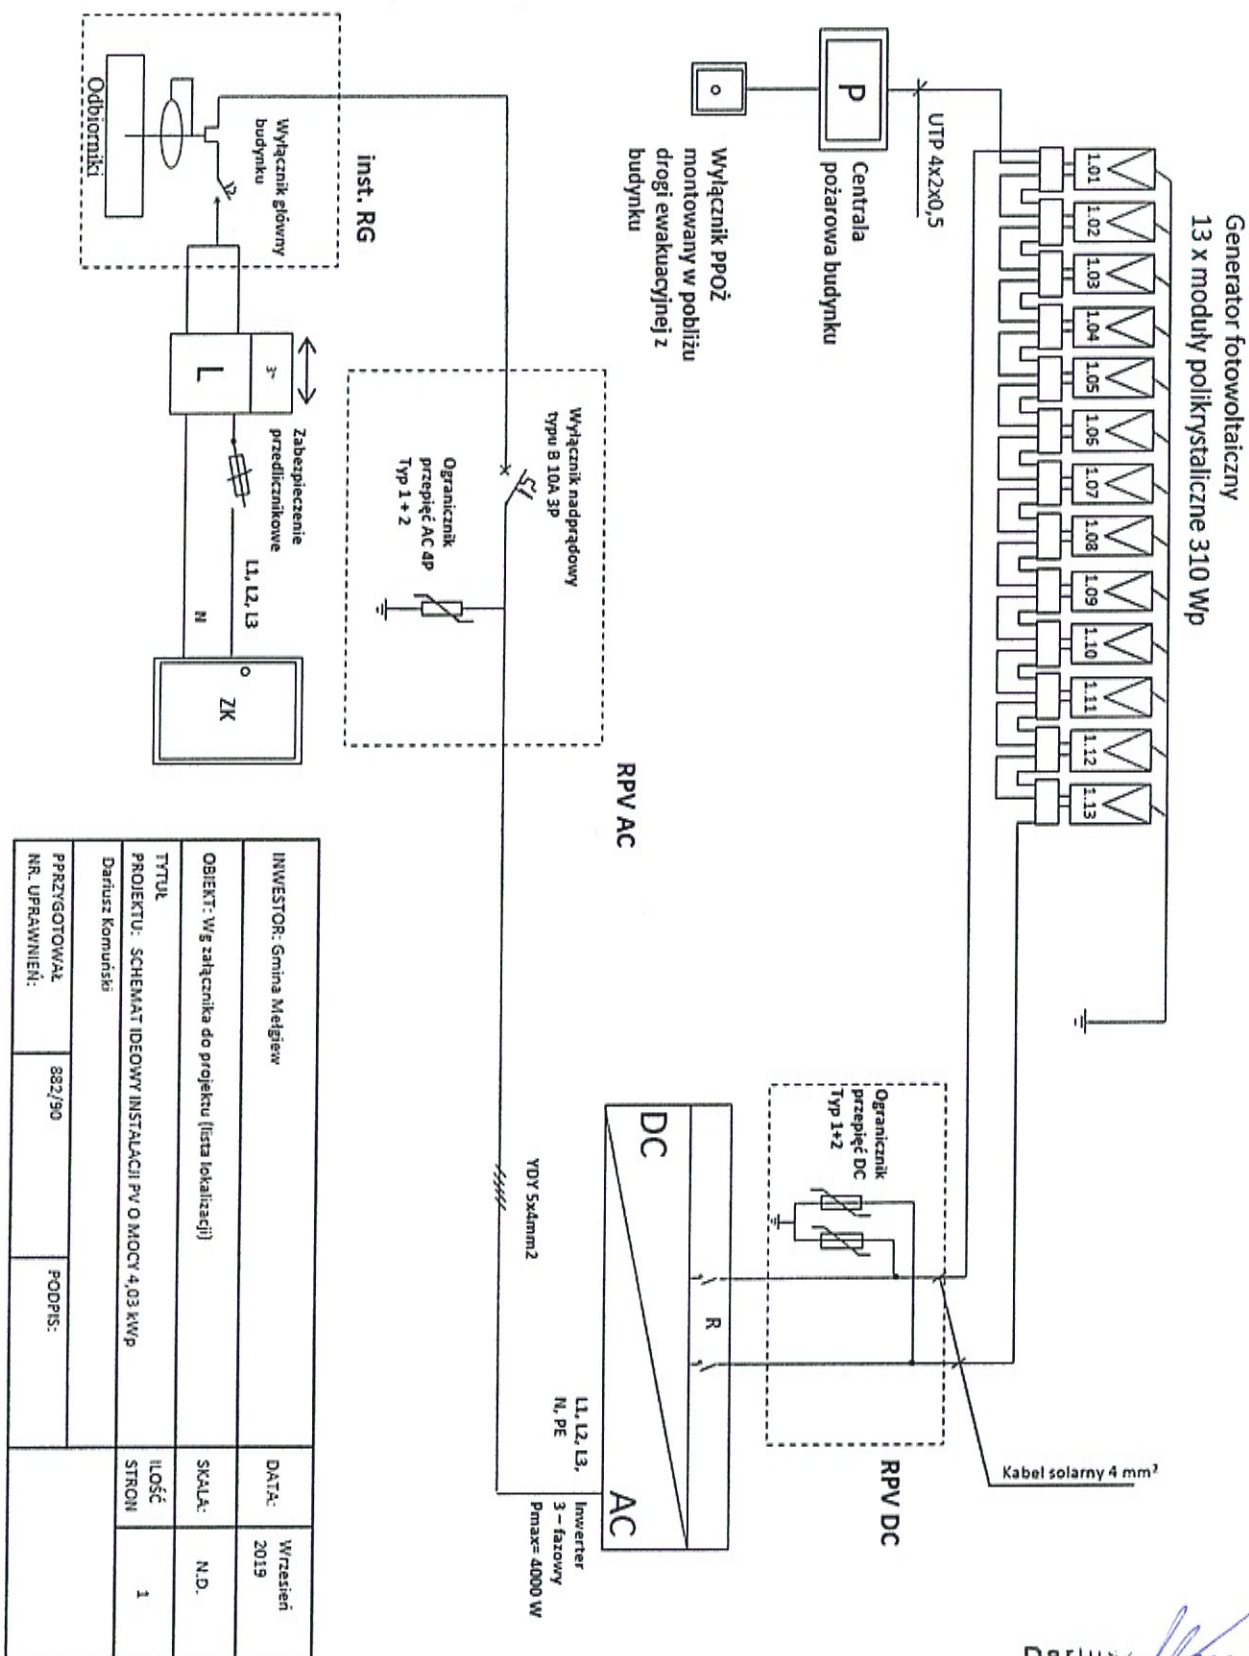 Generator fotowoltaiczny
13 x moduły polikrystaliczne 310 Wp
1.01
1.02
1.03
1.04
1.05
1.06
1.07
1.08
1.09
1.10
1.11
1.12
1.13
UTP 4x2x0,5
P
Centrala
pożarowa budynku
Wyłącznik PPOŻ
montowany w pobliżu
drogi ewakuacyjnej z
budynku
Kabel solarny 4 mm²
RPV DC
Ogranicznik
przepięć DC
Typ 1+2
R
DC
AC
Inwerter
3 – fazowy
Pmax= 4000 W
L1, L2, L3,
N, PE
YDY 5x4mm2
RPV AC
Wyłącznik nadprądowy
typu B 10A 3P
Ogranicznik
przepięć AC 4P
Typ 1 + 2
inst. RG
Wyłącznik główny
budynku
Odbiorniki
3~
L
Zabezpieczenie
przedlicznikowe
L1, L2, L3
N
ZK
INWESTOR: Gmina Mełgiew
DATA:
Wrzesień
2019
OBIEKT: Wg załącznika do projektu (lista lokalizacji)
SKALA:
N.D.
TYTUŁ
PROJEKTU: SCHEMAT IDEOWY INSTALACJI PV O MOCY 4,03 kWp
ILOŚĆ
STRON
1
Dariusz Komuński
PPRZYGOTOWAŁ
NR. UPRAWNIEŃ:
882/90
PODPIS: